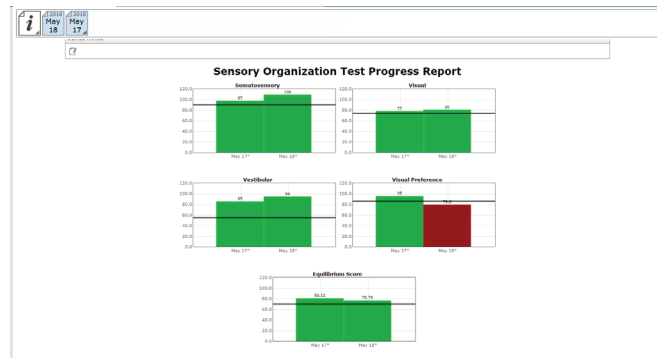 2018 2018
May May
18 17
Sensory Organization Test Progress Report
Somatosensory Visual
120.0 120.0
100.0 100.0
80.0 80.0
60.0 60.0
40.0 40.0
20.0 20.0
0.0 0.0
97 77 80
May 17* May 18* May 17* May 18*
Vestibular Visual Preference
120.0 120.0
100.0 100.0
80.0 80.0
60.0 60.0
40.0 40.0
20.0 20.0
0.0 0.0
85 94 95
May 17* May 18* May 17* May 18*
Equilibrium Score
120.0
100.0
80.0
60.0
40.0
20.0
0.0
May 17* May 18*